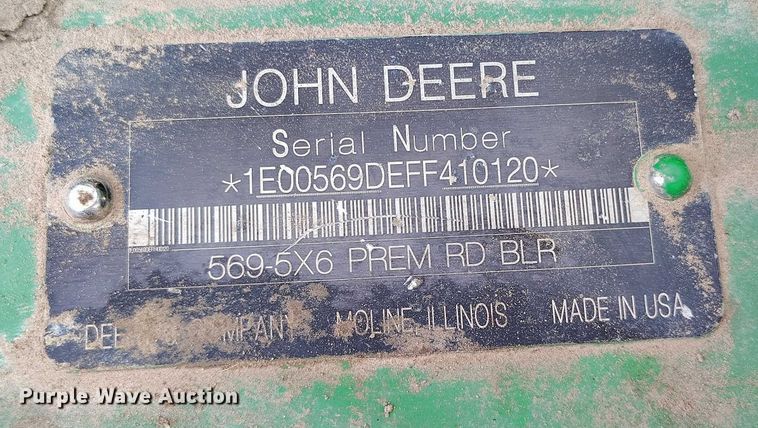 JOHN DEERE
Serial Number
*1E00569DEFF410120*
569-5X6 PREM RD BLR
MOLINE, ILLINOIS MADE IN USA
Purple Wave Auction